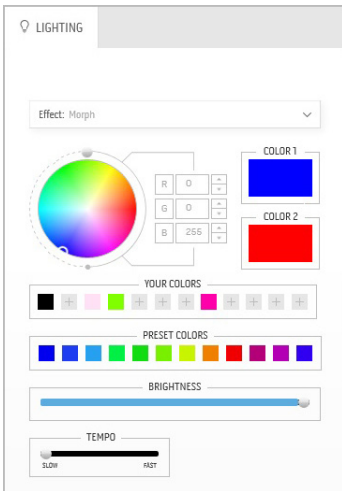 LIGHTING
Effect: Morph
COLOR 1
R 0
G 0
B 255
COLOR 2
YOUR COLORS
PRESET COLORS
BRIGHTNESS
TEMPO
SLOW FAST